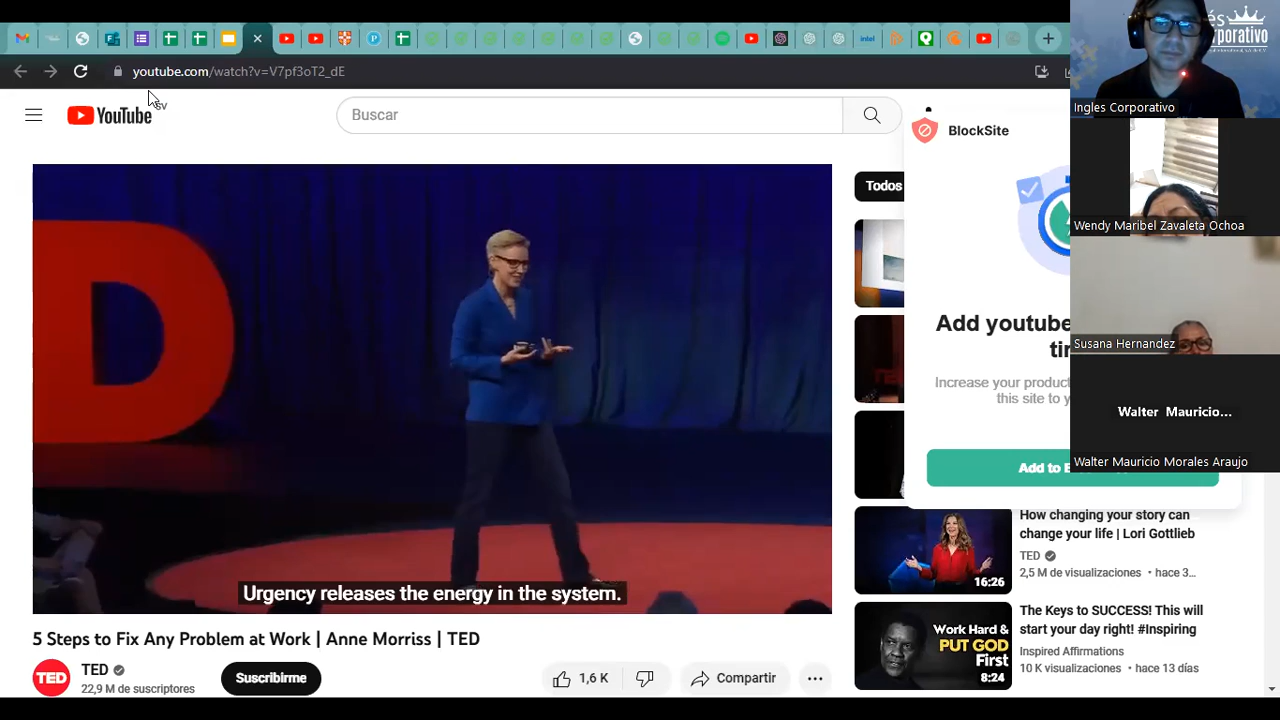 youtube.com/watch?v=V7pf3oT2_dE
YouTube SV
Buscar
Todos
BlockSite
Add youtube
Increase your produc
this site to y
Add to
Urgency releases the energy in the system.
5 Steps to Fix Any Problem at Work | Anne Morriss | TED
TED
TED
22,9 M de suscriptores
Suscribirme
1,6 K
Compartir
How changing your story can
change your life | Lori Gottlieb
TED
2,5 M de visualizaciones • hace 3...
16:26
The Keys to SUCCESS! This will
start your day right! #Inspiring
Inspired Affirmations
10 K visualizaciones • hace 13 días
Work Hard &
PUT GOD
First
8:24
és
Corporativo
Ingles Corporativo
Wendy Maribel Zavaleta Ochoa
Susana Hernandez
Walter Mauricio...
Walter Mauricio Morales Araujo